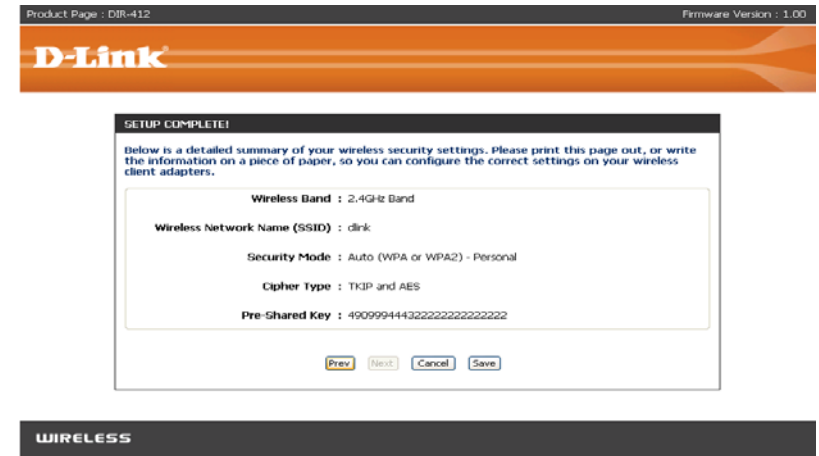 Product Page : DIR-412 Firmware Version : 1.00
D-Link
SETUP COMPLETE!
Below is a detailed summary of your wireless security settings. Please print this page out, or write
the information on a piece of paper, so you can configure the correct settings on your wireless
client adapters.
Wireless Band : 2.4GHz Band
Wireless Network Name (SSID) : dlink
Security Mode : Auto (WPA or WPA2) - Personal
Cipher Type : TKIP and AES
Pre-Shared Key :
Prev Next Cancel Save
WIRELESS